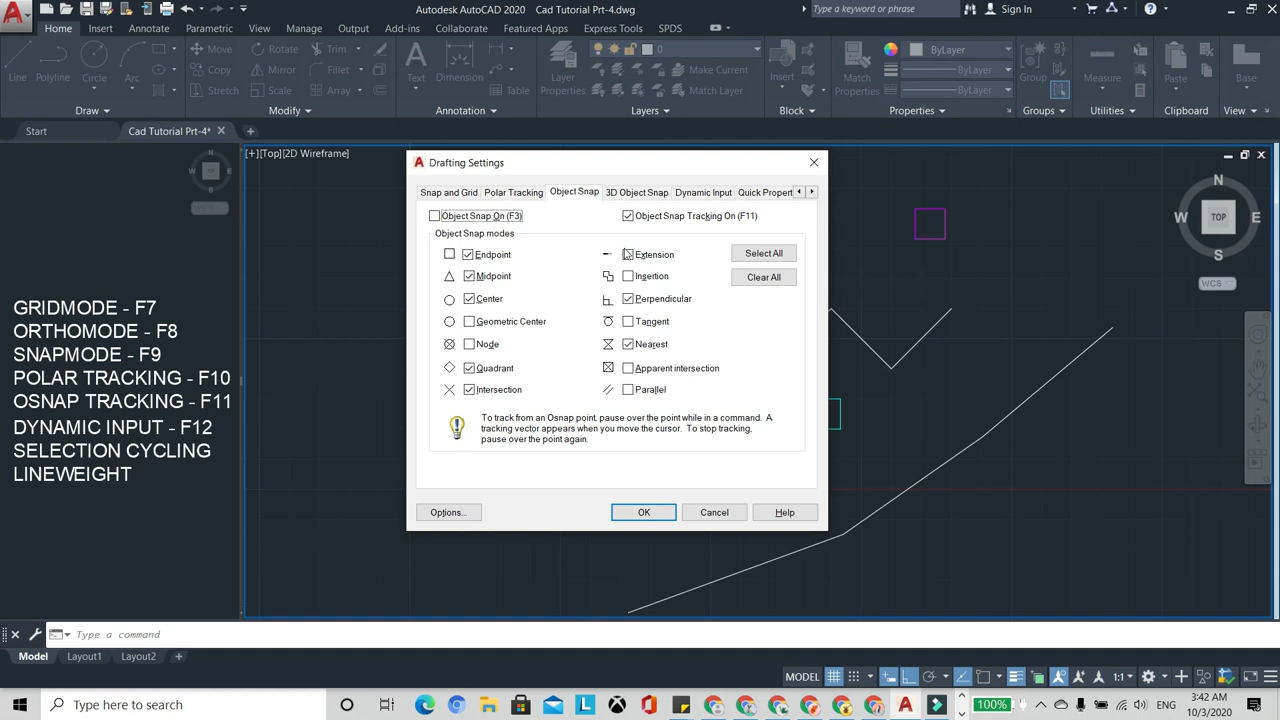 Autodesk AutoCAD 2020 Cad Tutorial Prt-4.dwg
Type a keyword or phrase
Sign In
Home Insert Annotate Parametric View Manage Output Add-ins Collaborate Featured Apps Express Tools SPDS
Line Polyline Circle Arc
Move Rotate Trim
Copy Mirror Fillet
Stretch Scale Array
Text Dimension
Table
Layer Properties
0
Make Current
Match Layer
Insert
Match Properties
ByLayer
ByLayer
ByLayer
Group
Measure
Paste
Base
Draw Modify Annotation Layers Block Properties Groups Utilities Clipboard View
Start Cad Tutorial Prt-4*
[+][Top][2D Wireframe]
GRIDMODE - F7
ORTHOMODE - F8
SNAPMODE - F9
POLAR TRACKING - F10
OSNAP TRACKING - F11
DYNAMIC INPUT - F12
SELECTION CYCLING
LINEWEIGHT
Drafting Settings
Snap and Grid Polar Tracking Object Snap 3D Object Snap Dynamic Input Quick Propert
Object Snap On (F3) Object Snap Tracking On (F11)
Object Snap modes
Endpoint Extension Select All
Midpoint Insertion Clear All
Center Perpendicular
Geometric Center Tangent
Node Nearest
Quadrant Apparent intersection
Intersection Parallel
To track from an Osnap point, pause over the point while in a command. A
tracking vector appears when you move the cursor. To stop tracking,
pause over the point again.
Options... OK Cancel Help
N
W TOP E
S
WCS
Type a command
Model Layout1 Layout2
MODEL 1:1
Type here to search
100%
ENG
3:42 AM
10/3/2021